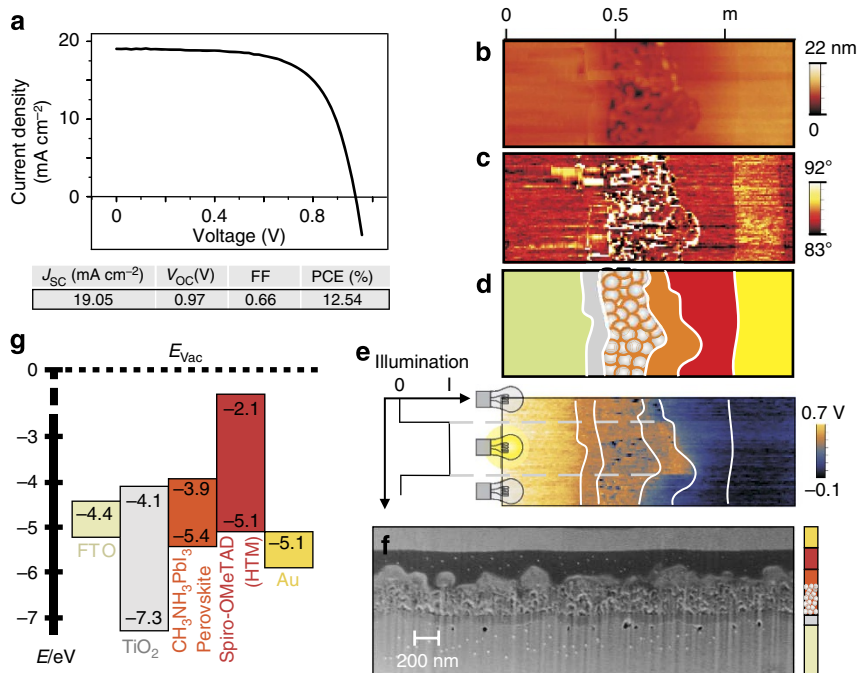 a
20
10
0
Current density
(mA cm⁻²)
0 0.4 0.8
Voltage (V)
J_SC (mA cm⁻²) V_OC(V) FF PCE (%)
19.05 0.97 0.66 12.54
0 0.5 m
b
22 nm
0
c
92°
83°
d
e
Illumination
0 I
0.7 V
–0.1
f
200 nm
g
E_Vac
0
–3
–4
–5
–6
–7
E/eV
–4.4
FTO
–4.1
–7.3
TiO₂
–3.9
–5.4
CH₃NH₃PbI₃
Perovskite
–2.1
–5.1
Spiro-OMeTAD
(HTM)
–5.1
Au